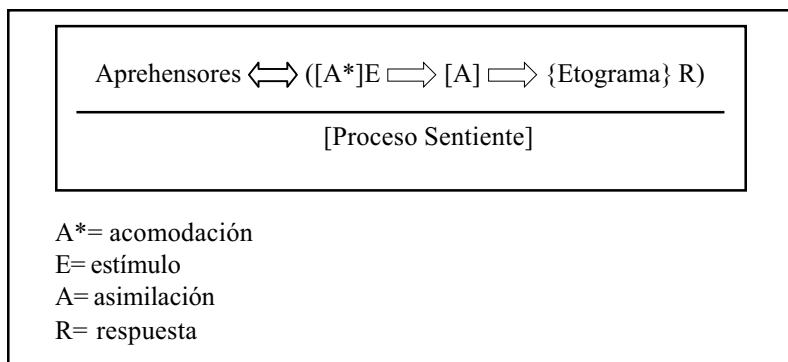 Aprehensores ⟺ ([A*]E ⟹ [A] ⟹ {Etograma} R)
[Proceso Sentiente]
A*= acomodación
E= estímulo
A= asimilación
R= respuesta